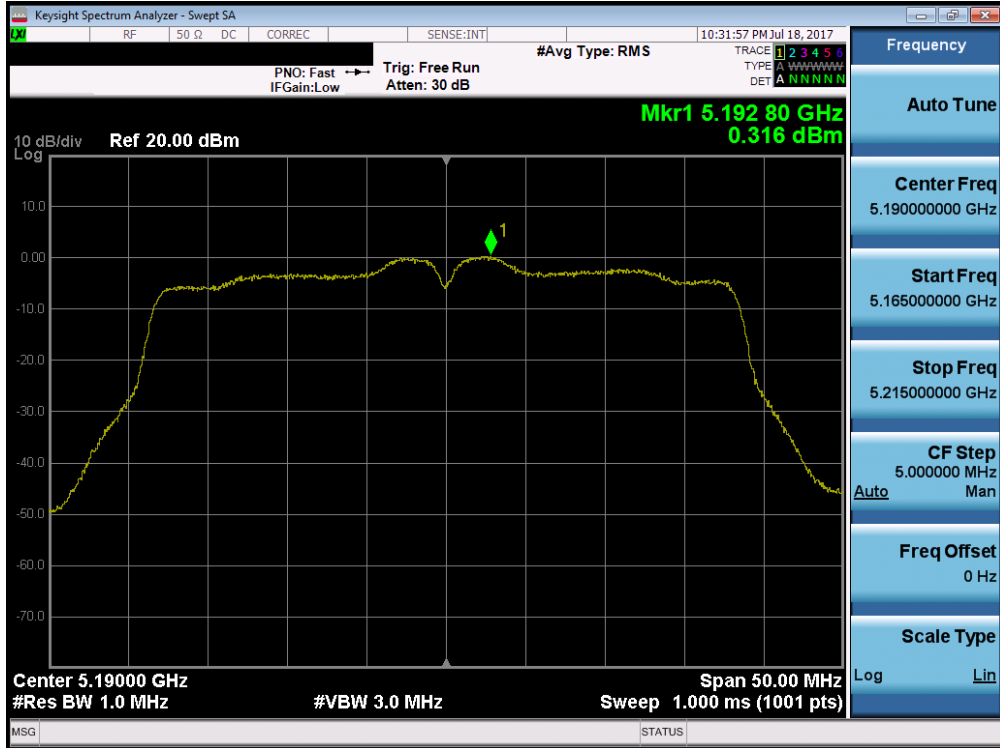 Keysight Spectrum Analyzer - Swept SA
LXI RF 50 Ω DC CORREC SENSE:INT 10:31:57 PM Jul 18, 2017
#Avg Type: RMS TRACE 1 2 3 4 5 6
PNO: Fast Trig: Free Run TYPE A WWWWW
IFGain:Low Atten: 30 dB DET A N N N N N
Mkr1 5.192 80 GHz
0.316 dBm
10 dB/div Ref 20.00 dBm
Log
10.0
0.00
-10.0
-20.0
-30.0
-40.0
-50.0
-60.0
-70.0
1
Center 5.19000 GHz Span 50.00 MHz
#Res BW 1.0 MHz #VBW 3.0 MHz Sweep 1.000 ms (1001 pts)
MSG STATUS
Frequency
Auto Tune
Center Freq
5.190000000 GHz
Start Freq
5.165000000 GHz
Stop Freq
5.215000000 GHz
CF Step
5.000000 MHz
Auto Man
Freq Offset
0 Hz
Scale Type
Log Lin